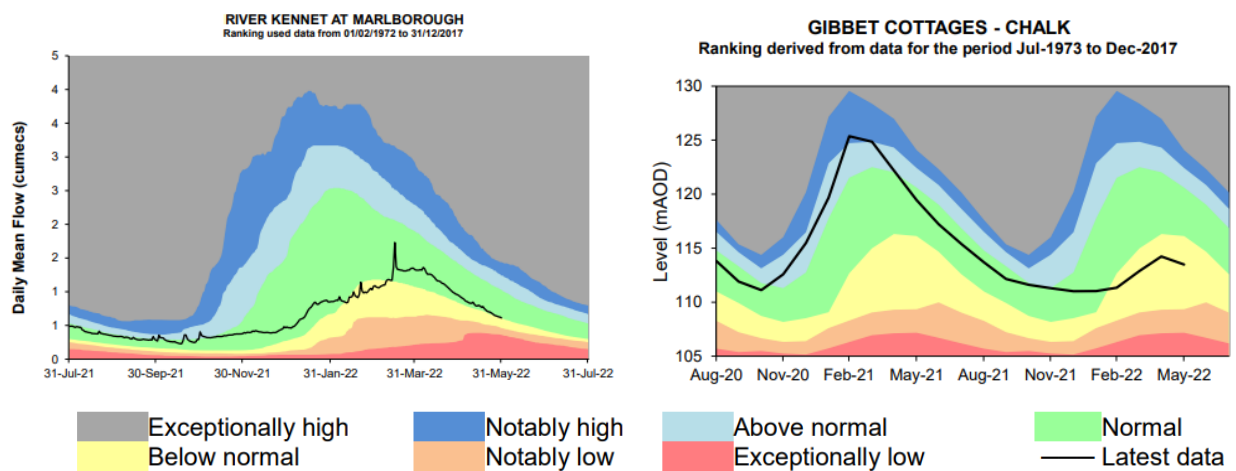 RIVER KENNET AT MARLBOROUGH
Ranking used data from 01/02/1972 to 31/12/2017
Daily Mean Flow (cumecs)
5
4
4
3
3
2
2
1
1
0
31-Jul-21 30-Sep-21 30-Nov-21 31-Jan-22 31-Mar-22 31-May-22 31-Jul-22
GIBBET COTTAGES - CHALK
Ranking derived from data for the period Jul-1973 to Dec-2017
Level (mAOD)
130
125
120
115
110
105
Aug-20 Nov-20 Feb-21 May-21 Aug-21 Nov-21 Feb-22 May-22
Exceptionally high Notably high Above normal Normal
Below normal Notably low Exceptionally low Latest data